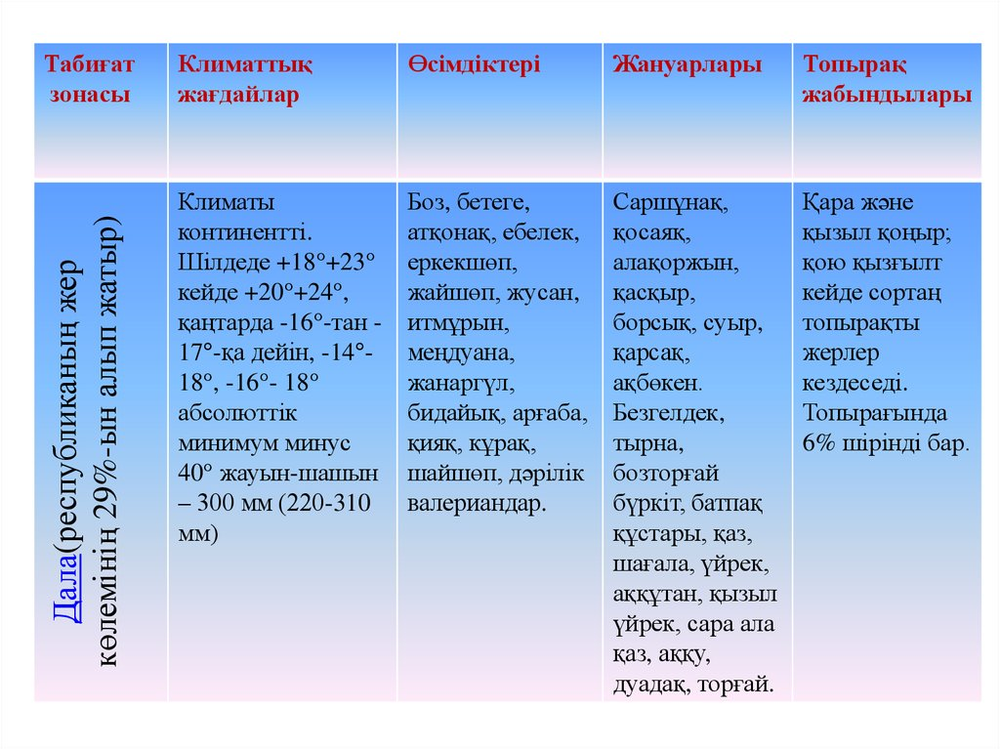 Табиғат
зонасы
Климаттық
жағдайлар
Өсімдіктері
Жануарлары
Топырақ
жабындылары
Дала(республиканың жер
көлемінің 29%-ын алып жатыр)
Климаты
континентті.
Шілдеде +18°+23°
кейде +20°+24°,
қаңтарда -16°-тан -
17°-қа дейін, -14°-
18°, -16°- 18°
абсолюттік
минимум минус
40° жауын-шашын
– 300 мм (220-310
мм)
Боз, бетеге,
атқонақ, ебелек,
еркекшөп,
жайшөп, жусан,
итмұрын,
меңдуана,
жанаргүл,
бидайық, арғаба,
қияқ, құрақ,
шайшөп, дәрілік
валериандар.
Саршұнақ,
қосаяқ,
алақоржын,
қасқыр,
борсық, суыр,
қарсақ,
ақбөкен.
Безгелдек,
тырна,
бозторғай
бүркіт, батпақ
құстары, қаз,
шағала, үйрек,
аққұтан, қызыл
үйрек, сара ала
қаз, аққу,
дуадақ, торғай.
Қара және
қызыл қоңыр;
қою қызғылт
кейде сортаң
топырақты
жерлер
кездеседі.
Топырағында
6% шірінді бар.